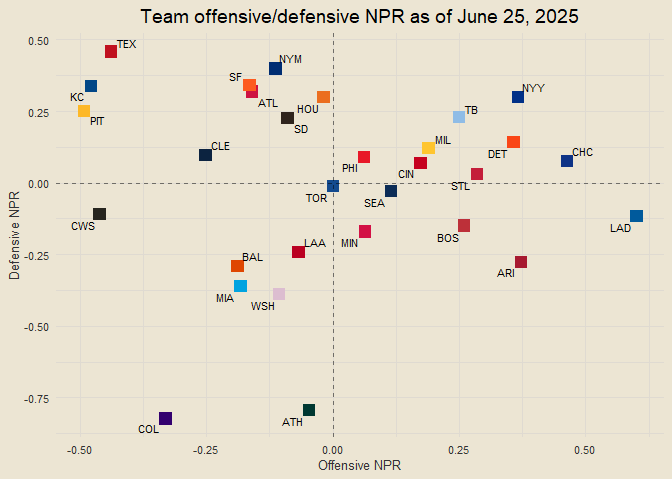 Team offensive/defensive NPR as of June 25, 2025
0.50
TEX
NYM
SF
KC
ATL
HOU
NYY
0.25
PIT
SD
TB
CLE
MIL
PHI
CIN
DET
CHC
0.00
TOR
SEA
STL
CWS
LAD
LAA
MIN
BOS
-0.25
BAL
ARI
MIA
WSH
-0.50
-0.75
COL
ATH
Defensive NPR
-0.50
-0.25
0.00
0.25
0.50
Offensive NPR